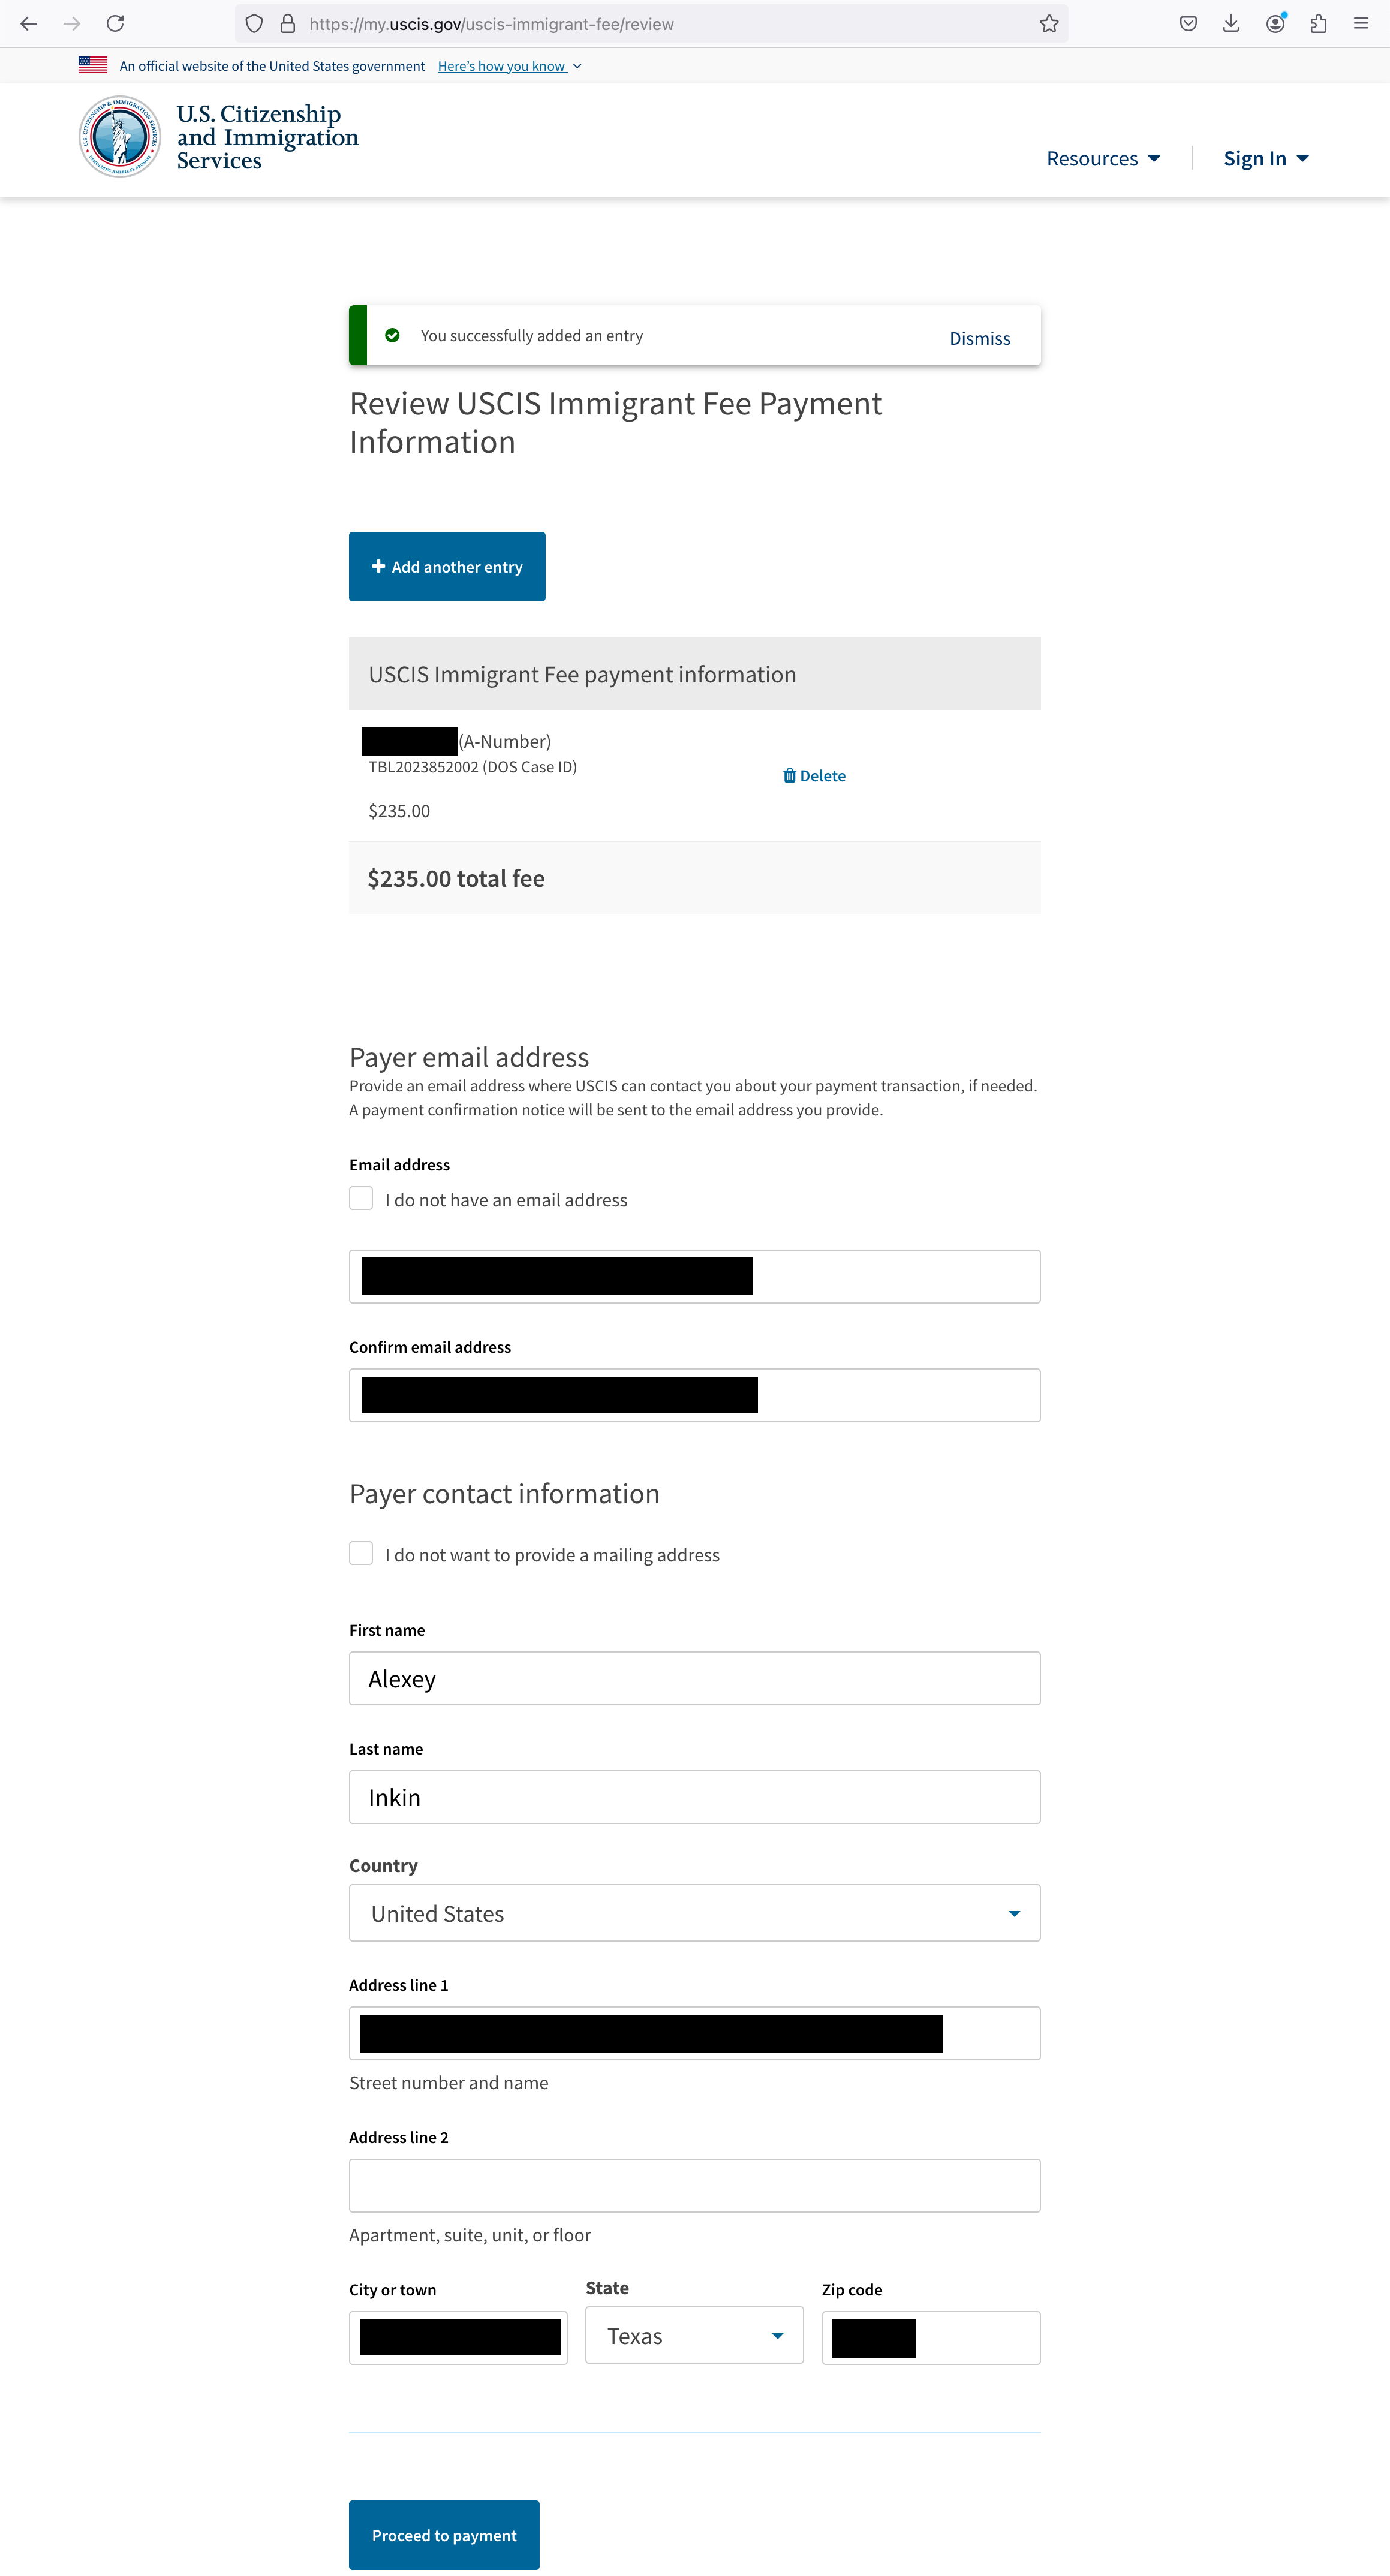 https://my.uscis.gov/uscis-immigrant-fee/review
An official website of the United States government Here's how you know
U.S. Citizenship
and Immigration
Services
Resources
Sign In
You successfully added an entry
Dismiss
Review USCIS Immigrant Fee Payment
Information
Add another entry
USCIS Immigrant Fee payment information
(A-Number)
TBL2023852002 (DOS Case ID)
Delete
$235.00
$235.00 total fee
Payer email address
Provide an email address where USCIS can contact you about your payment transaction, if needed.
A payment confirmation notice will be sent to the email address you provide.
Email address
I do not have an email address
Confirm email address
Payer contact information
I do not want to provide a mailing address
First name
Alexey
Last name
Inkin
Country
United States
Address line 1
Street number and name
Address line 2
Apartment, suite, unit, or floor
City or town
State
Zip code
Texas
Proceed to payment